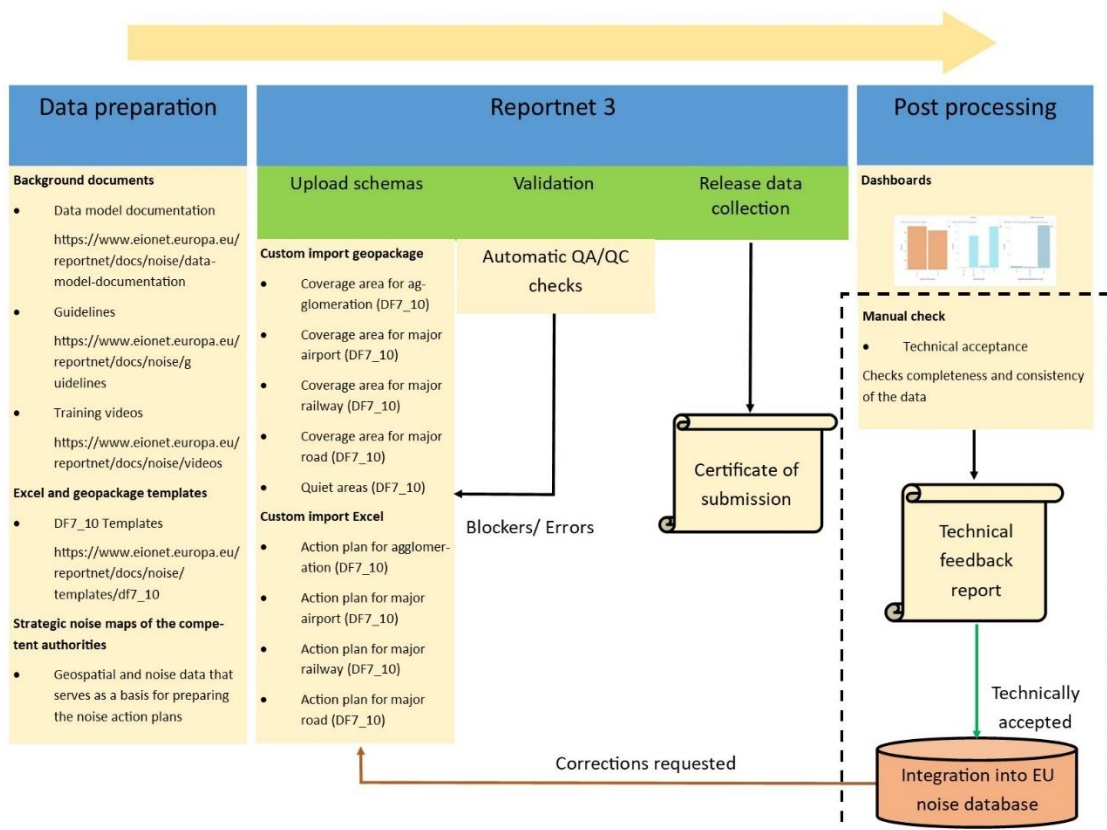 Data preparation
Background documents
• Data model documentation
https://www.eionet.europa.eu/
reportnet/docs/noise/data-
model-documentation
• Guidelines
https://www.eionet.europa.eu/
reportnet/docs/noise/g
uidelines
• Training videos
https://www.eionet.europa.eu/
reportnet/docs/noise/videos
Excel and geopackage templates
• DF7_10 Templates
https://www.eionet.europa.eu/
reportnet/docs/noise/
templates/df7_10
Strategic noise maps of the compe-
tent authorities
• Geospatial and noise data that
serves as a basis for preparing
the noise action plans
Reportnet 3
Upload schemas
Custom import geopackage
• Coverage area for ag-
glomeration (DF7_10)
• Coverage area for major
airport (DF7_10)
• Coverage area for major
railway (DF7_10)
• Coverage area for major
road (DF7_10)
• Quiet areas (DF7_10)
Custom import Excel
• Action plan for agglomer-
ation (DF7_10)
• Action plan for major
airport (DF7_10)
• Action plan for major
railway (DF7_10)
• Action plan for major
road (DF7_10)
Validation
Automatic QA/QC
checks
Blockers/ Errors
Release data
collection
Certificate of
submission
Post processing
Dashboards
Manual check
• Technical acceptance
Checks completeness and consistency
of the data
Technical
feedback
report
Technically
accepted
Integration into EU
noise database
Corrections requested